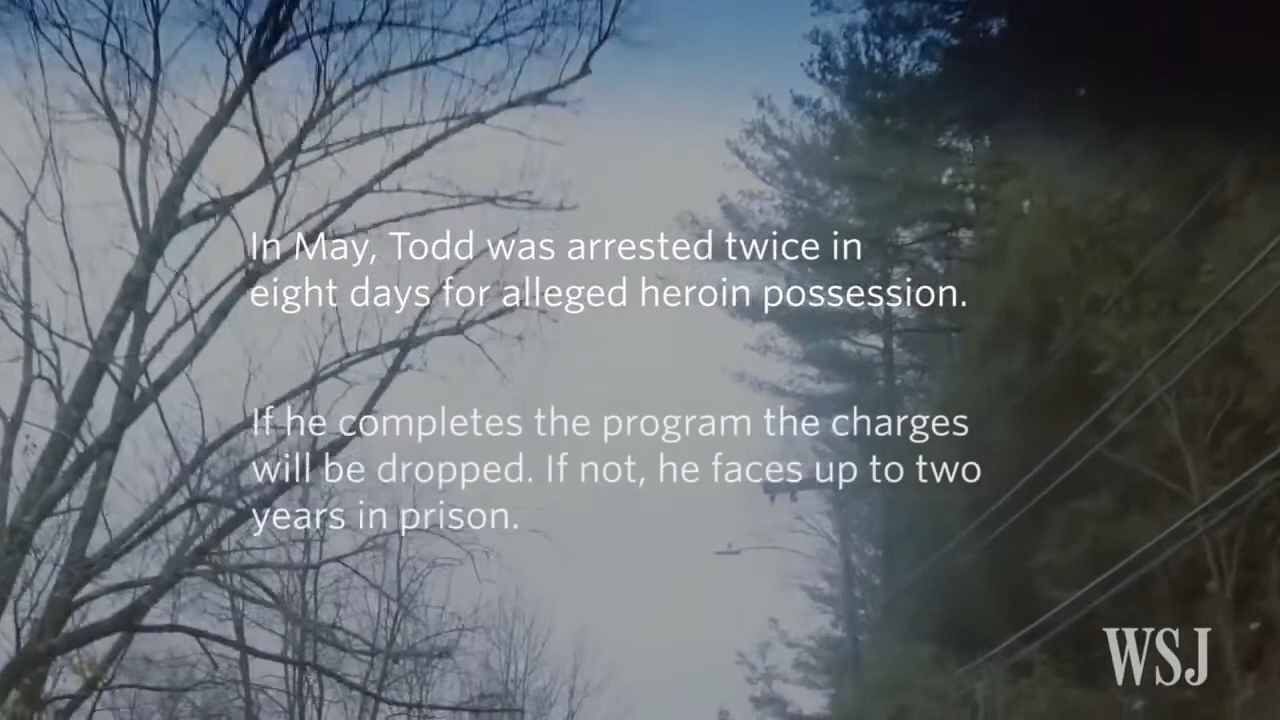 In May, Todd was arrested twice in
eight days for alleged heroin possession.
If he completes the program the charges
will be dropped. If not, he faces up to two
years in prison.
WSJ